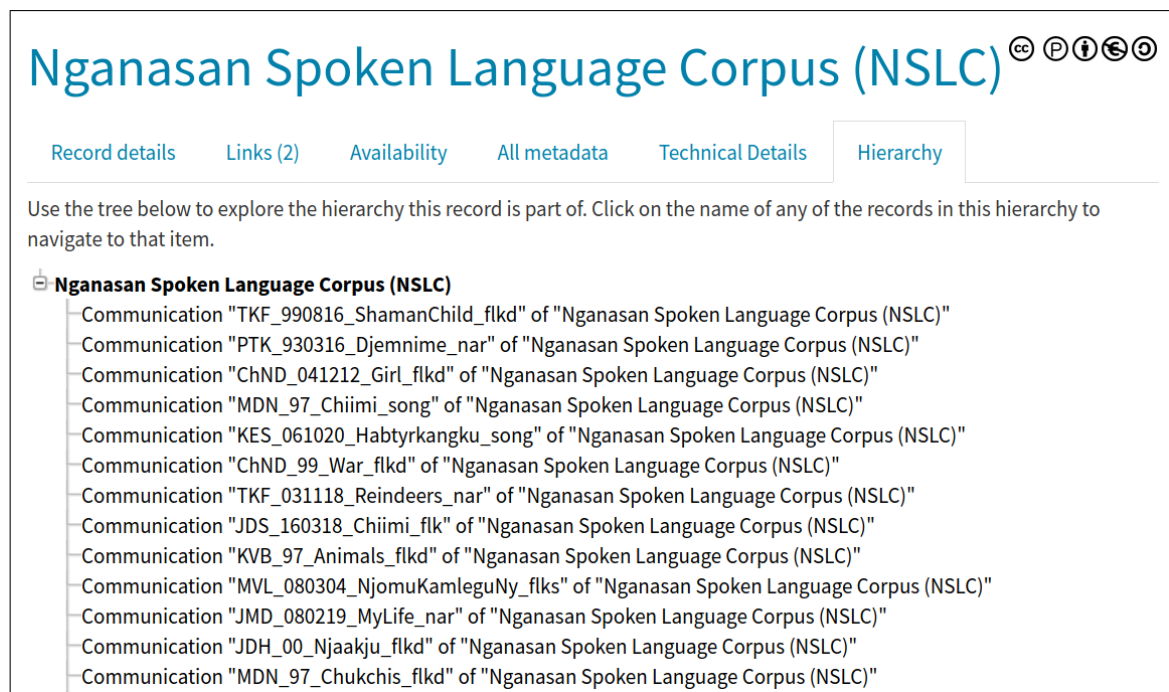 Nganasan Spoken Language Corpus (NSLC)
Record details Links (2) Availability All metadata Technical Details Hierarchy
Use the tree below to explore the hierarchy this record is part of. Click on the name of any of the records in this hierarchy to
navigate to that item.
Nganasan Spoken Language Corpus (NSLC)
Communication "TKF_990816_ShamanChild_flkd" of "Nganasan Spoken Language Corpus (NSLC)"
Communication "PTK_930316_Djemnime_nar" of "Nganasan Spoken Language Corpus (NSLC)"
Communication "ChND_041212_Girl_flkd" of "Nganasan Spoken Language Corpus (NSLC)"
Communication "MDN_97_Chiimi_song" of "Nganasan Spoken Language Corpus (NSLC)"
Communication "KES_061020_Habtyrkangku_song" of "Nganasan Spoken Language Corpus (NSLC)"
Communication "ChND_99_War_flkd" of "Nganasan Spoken Language Corpus (NSLC)"
Communication "TKF_031118_Reindeers_nar" of "Nganasan Spoken Language Corpus (NSLC)"
Communication "JDS_160318_Chiimi_flk" of "Nganasan Spoken Language Corpus (NSLC)"
Communication "KVB_97_Animals_flkd" of "Nganasan Spoken Language Corpus (NSLC)"
Communication "MVL_080304_NjomuKamleguNy_flks" of "Nganasan Spoken Language Corpus (NSLC)"
Communication "JMD_080219_MyLife_nar" of "Nganasan Spoken Language Corpus (NSLC)"
Communication "JDH_00_Njaakju_flkd" of "Nganasan Spoken Language Corpus (NSLC)"
Communication "MDN_97_Chukchis_flkd" of "Nganasan Spoken Language Corpus (NSLC)"